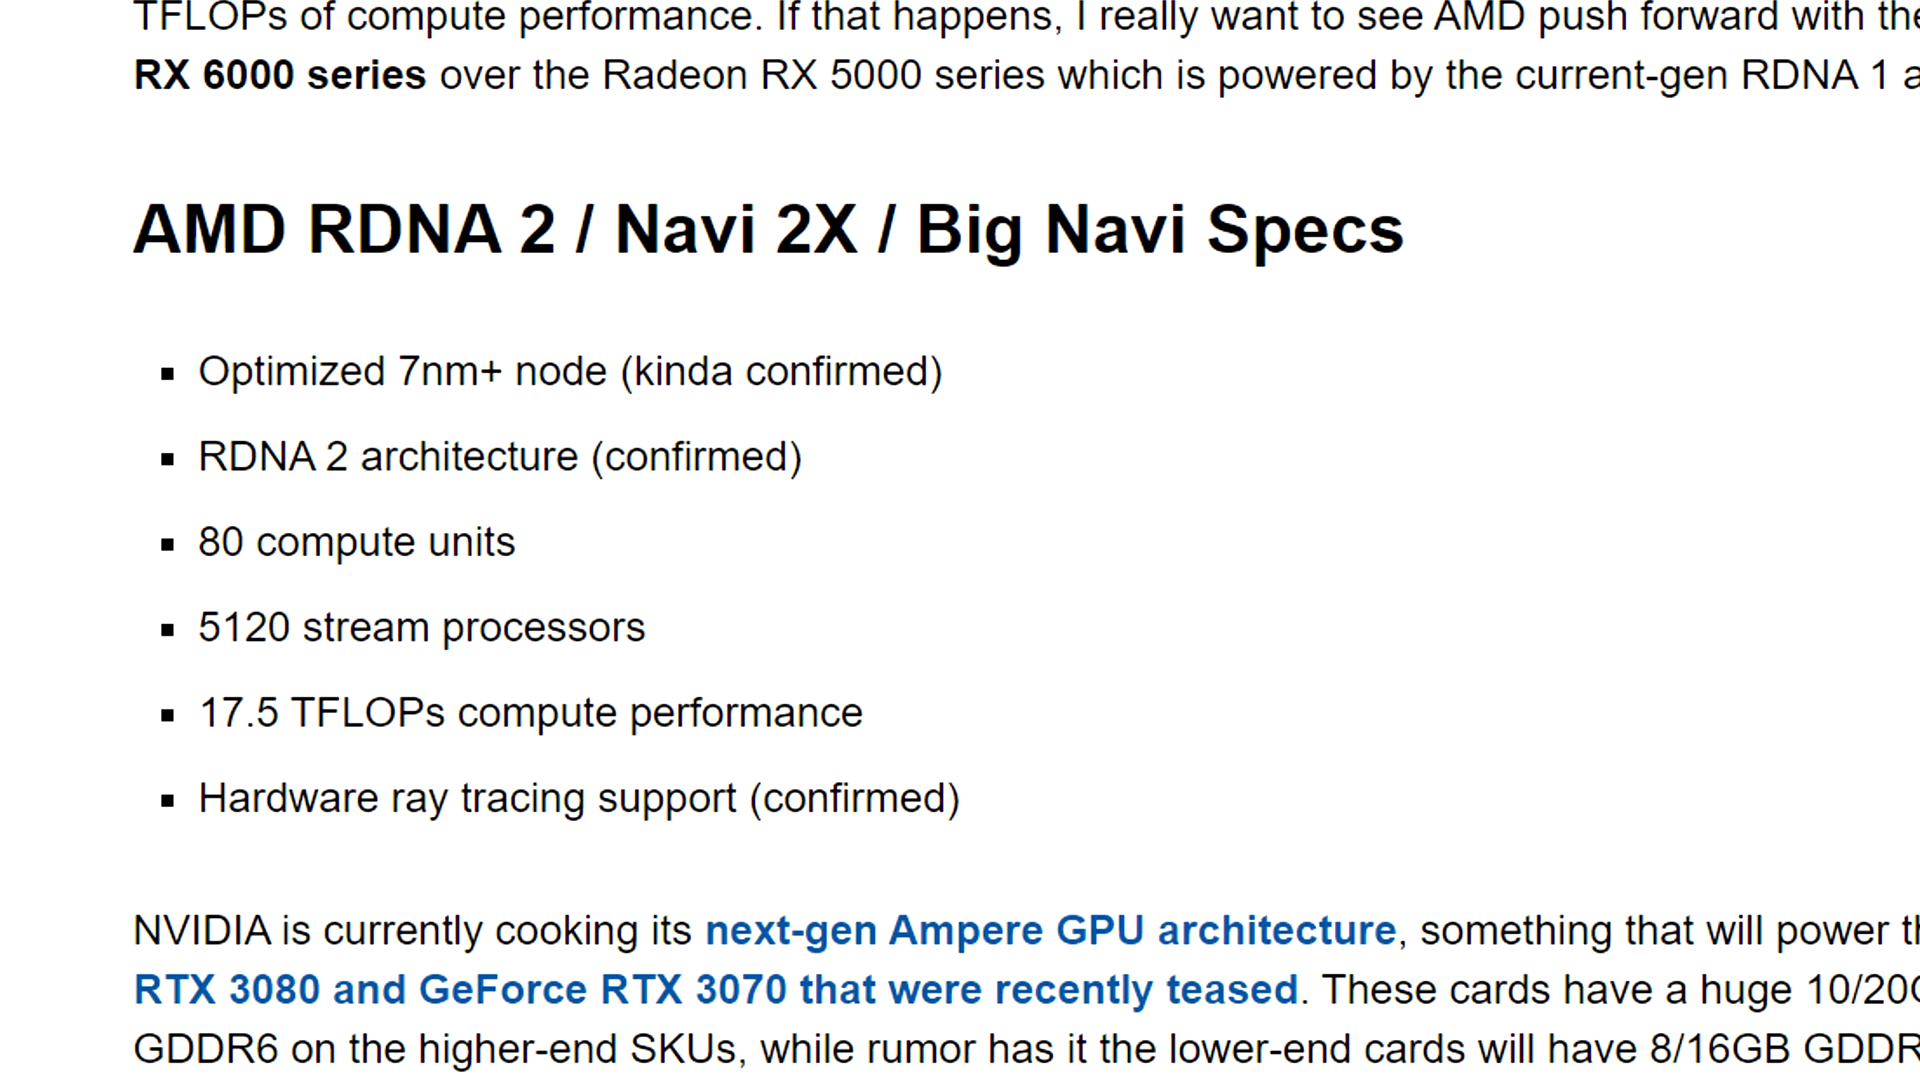 TFLOPs of compute performance. If that happens, I really want to see AMD push forward with the
RX 6000 series over the Radeon RX 5000 series which is powered by the current-gen RDNA 1 a
AMD RDNA 2 / Navi 2X / Big Navi Specs
Optimized 7nm+ node (kinda confirmed)
RDNA 2 architecture (confirmed)
80 compute units
5120 stream processors
17.5 TFLOPs compute performance
Hardware ray tracing support (confirmed)
NVIDIA is currently cooking its next-gen Ampere GPU architecture, something that will power th
RTX 3080 and GeForce RTX 3070 that were recently teased. These cards have a huge 10/20G
GDDR6 on the higher-end SKUs, while rumor has it the lower-end cards will have 8/16GB GDDR